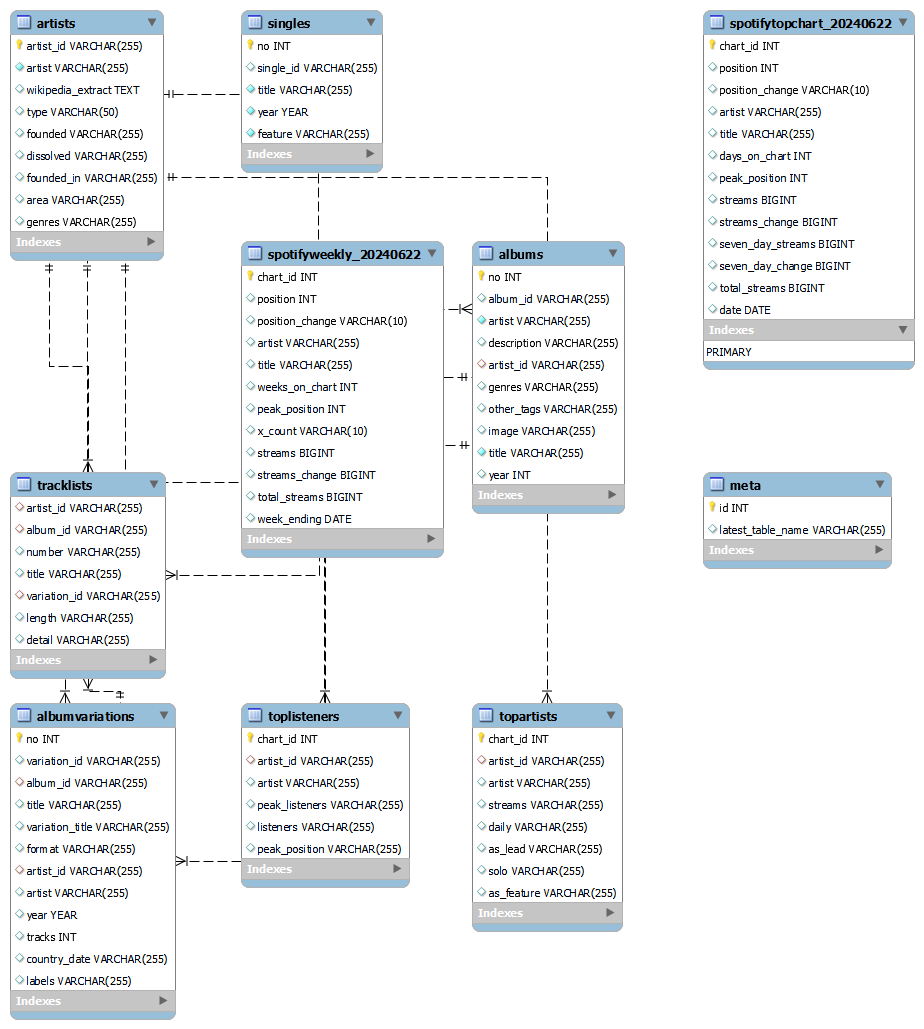 artists
artist_id VARCHAR(255)
artist VARCHAR(255)
wikipedia_extract TEXT
type VARCHAR(50)
founded VARCHAR(255)
dissolved VARCHAR(255)
founded_in VARCHAR(255)
area VARCHAR(255)
genres VARCHAR(255)
Indexes
singles
no INT
single_id VARCHAR(255)
title VARCHAR(255)
year YEAR
feature VARCHAR(255)
Indexes
spotifytopchart_20240622
chart_id INT
position INT
position_change VARCHAR(10)
artist VARCHAR(255)
title VARCHAR(255)
days_on_chart INT
peak_position INT
streams BIGINT
streams_change BIGINT
seven_day_streams BIGINT
seven_day_change BIGINT
total_streams BIGINT
date DATE
Indexes
PRIMARY
spotifyweekly_20240622
chart_id INT
position INT
position_change VARCHAR(10)
artist VARCHAR(255)
title VARCHAR(255)
weeks_on_chart INT
peak_position INT
x_count VARCHAR(10)
streams BIGINT
streams_change BIGINT
total_streams BIGINT
week_ending DATE
Indexes
albums
no INT
album_id VARCHAR(255)
artist VARCHAR(255)
description VARCHAR(255)
artist_id VARCHAR(255)
genres VARCHAR(255)
other_tags VARCHAR(255)
image VARCHAR(255)
title VARCHAR(255)
year INT
Indexes
tracklists
artist_id VARCHAR(255)
album_id VARCHAR(255)
number VARCHAR(255)
title VARCHAR(255)
variation_id VARCHAR(255)
length VARCHAR(255)
detail VARCHAR(255)
Indexes
meta
id INT
latest_table_name VARCHAR(255)
Indexes
albumvariations
no INT
variation_id VARCHAR(255)
album_id VARCHAR(255)
title VARCHAR(255)
variation_title VARCHAR(255)
format VARCHAR(255)
artist_id VARCHAR(255)
artist VARCHAR(255)
year YEAR
tracks INT
country_date VARCHAR(255)
labels VARCHAR(255)
Indexes
toplisteners
chart_id INT
artist_id VARCHAR(255)
artist VARCHAR(255)
peak_listeners VARCHAR(255)
listeners VARCHAR(255)
peak_position VARCHAR(255)
Indexes
topartists
chart_id INT
artist_id VARCHAR(255)
artist VARCHAR(255)
streams VARCHAR(255)
daily VARCHAR(255)
as_lead VARCHAR(255)
solo VARCHAR(255)
as_feature VARCHAR(255)
Indexes